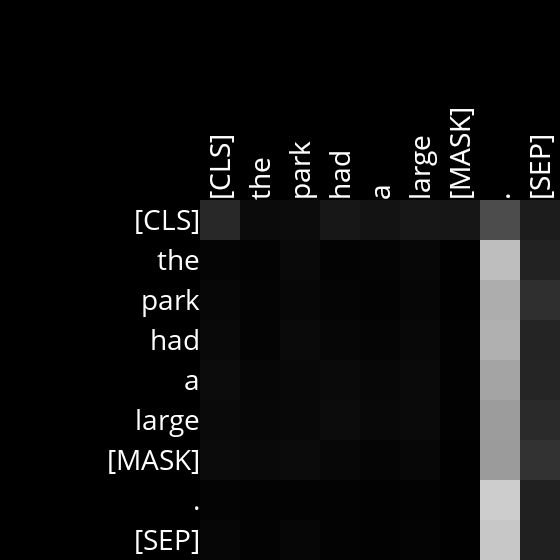 [CLS] the park had a large [MASK] . [SEP]
[CLS]
the
park
had
a
large
[MASK]
.
[SEP]